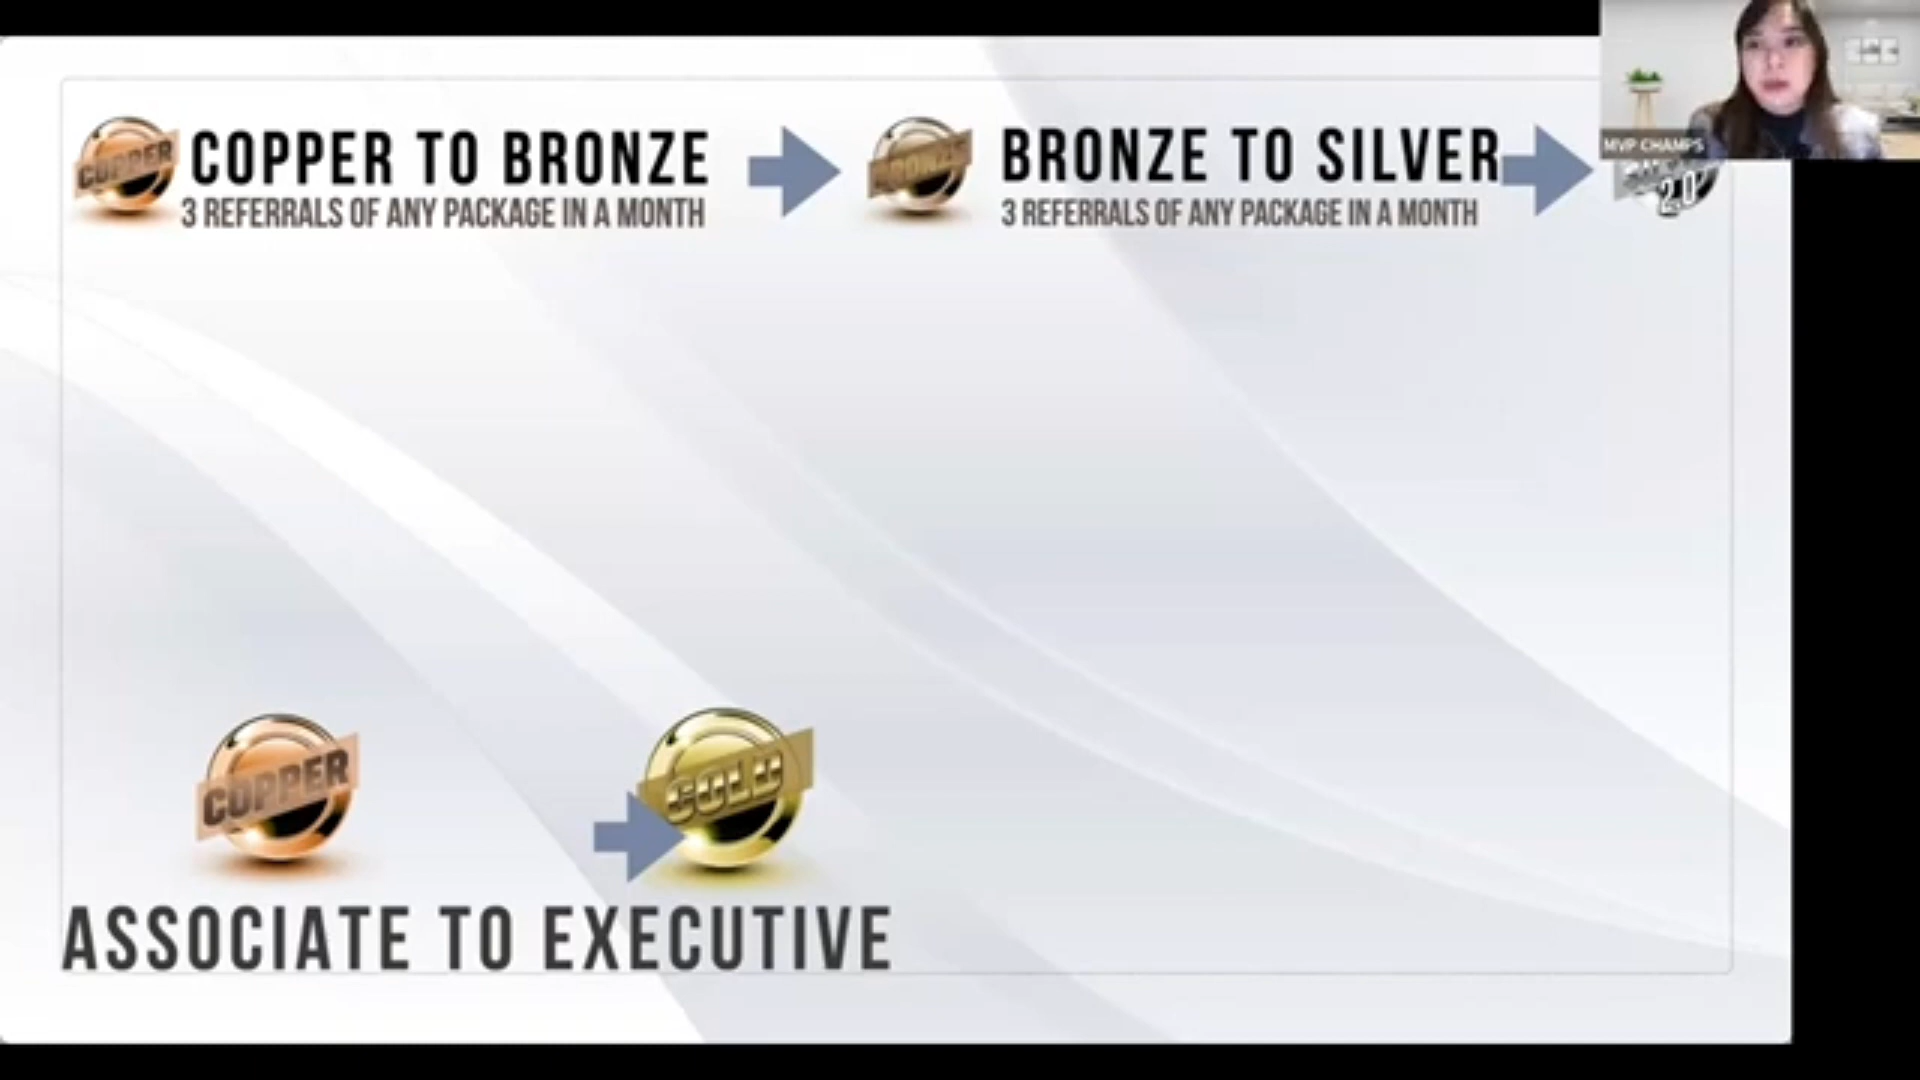 COPPER COPPER TO BRONZE
3 REFERRALS OF ANY PACKAGE IN A MONTH
BRONZE BRONZE TO SILVER
3 REFERRALS OF ANY PACKAGE IN A MONTH
2.0
MVP CHAMPS
COPPER
GOLD
ASSOCIATE TO EXECUTIVE